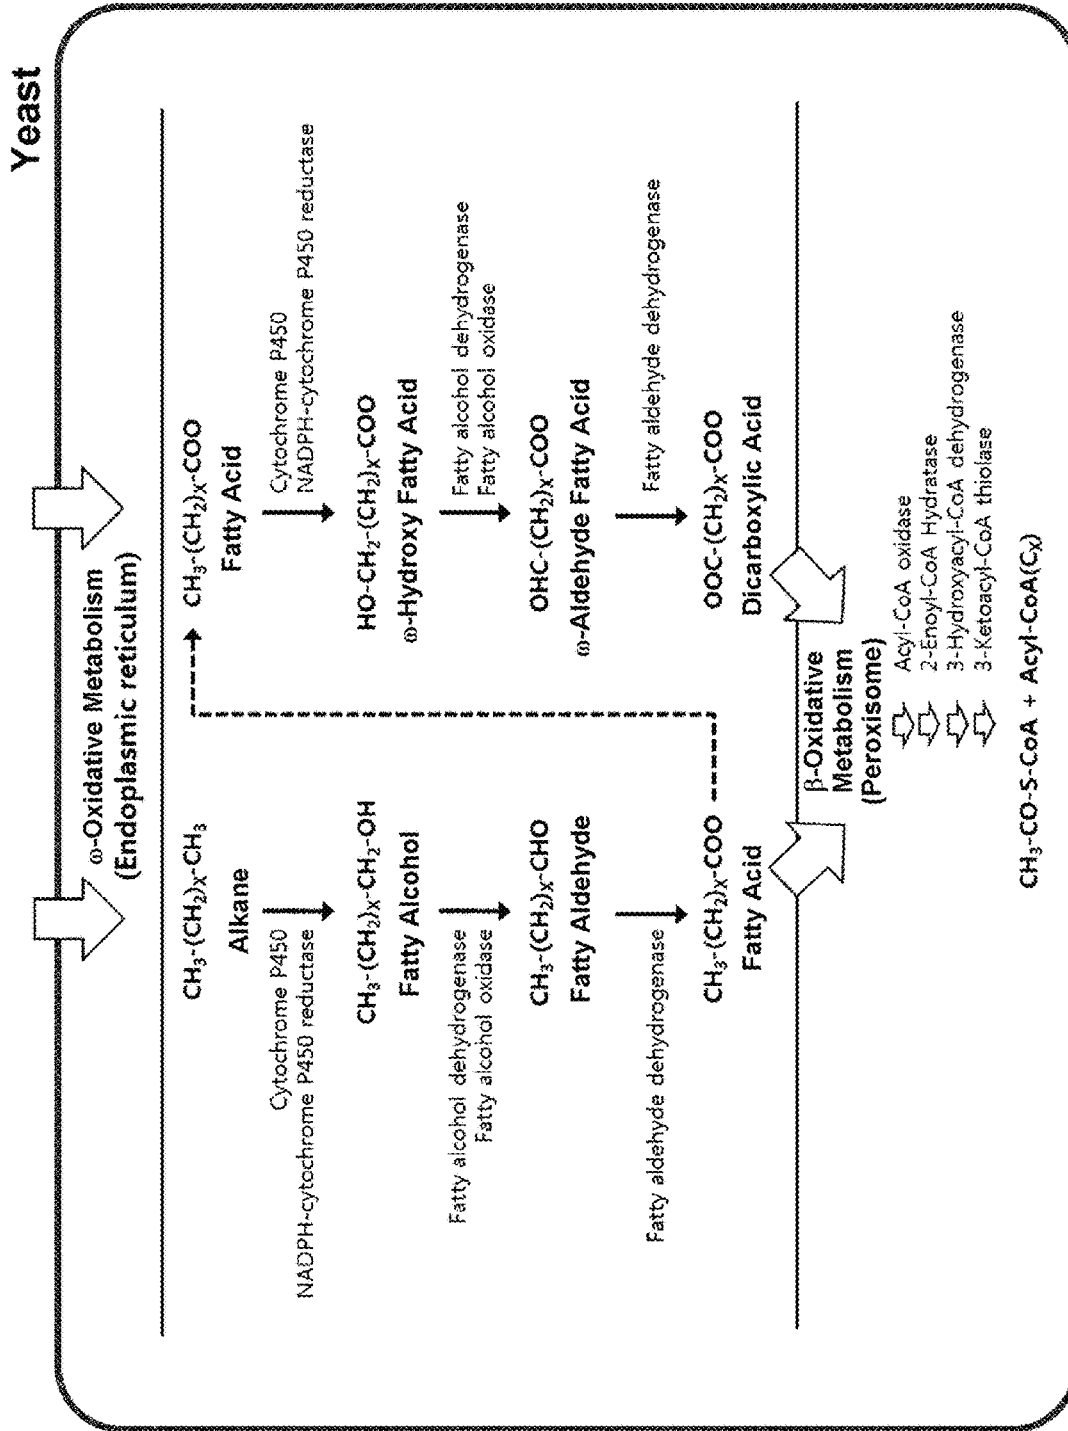 Yeast
ω-Oxidative Metabolism
(Endoplasmic reticulum)
CH₃-(CH₂)ₓ-CH₃
Alkane
Cytochrome P450
NADPH-cytochrome P450 reductase
CH₃-(CH₂)ₓ-CH₂-OH
Fatty Alcohol
Fatty alcohol dehydrogenase
Fatty alcohol oxidase
CH₃-(CH₂)ₓ-CHO
Fatty Aldehyde
Fatty aldehyde dehydrogenase
CH₃-(CH₂)ₓ-COO
Fatty Acid
CH₃-(CH₂)ₓ-COO
Fatty Acid
Cytochrome P450
NADPH-cytochrome P450 reductase
HO-CH₂-(CH₂)ₓ-COO
ω-Hydroxy Fatty Acid
Fatty alcohol dehydrogenase
Fatty alcohol oxidase
OHC-(CH₂)ₓ-COO
ω-Aldehyde Fatty Acid
Fatty aldehyde dehydrogenase
OOC-(CH₂)ₓ-COO
Dicarboxylic Acid
β-Oxidative
Metabolism
(Peroxisome)
Acyl-CoA oxidase
2-Enoyl-CoA Hydratase
3-Hydroxyacyl-CoA dehydrogenase
3-Ketoacyl-CoA thiolase
CH₃-CO-S-CoA + Acyl-CoA(Cₓ)